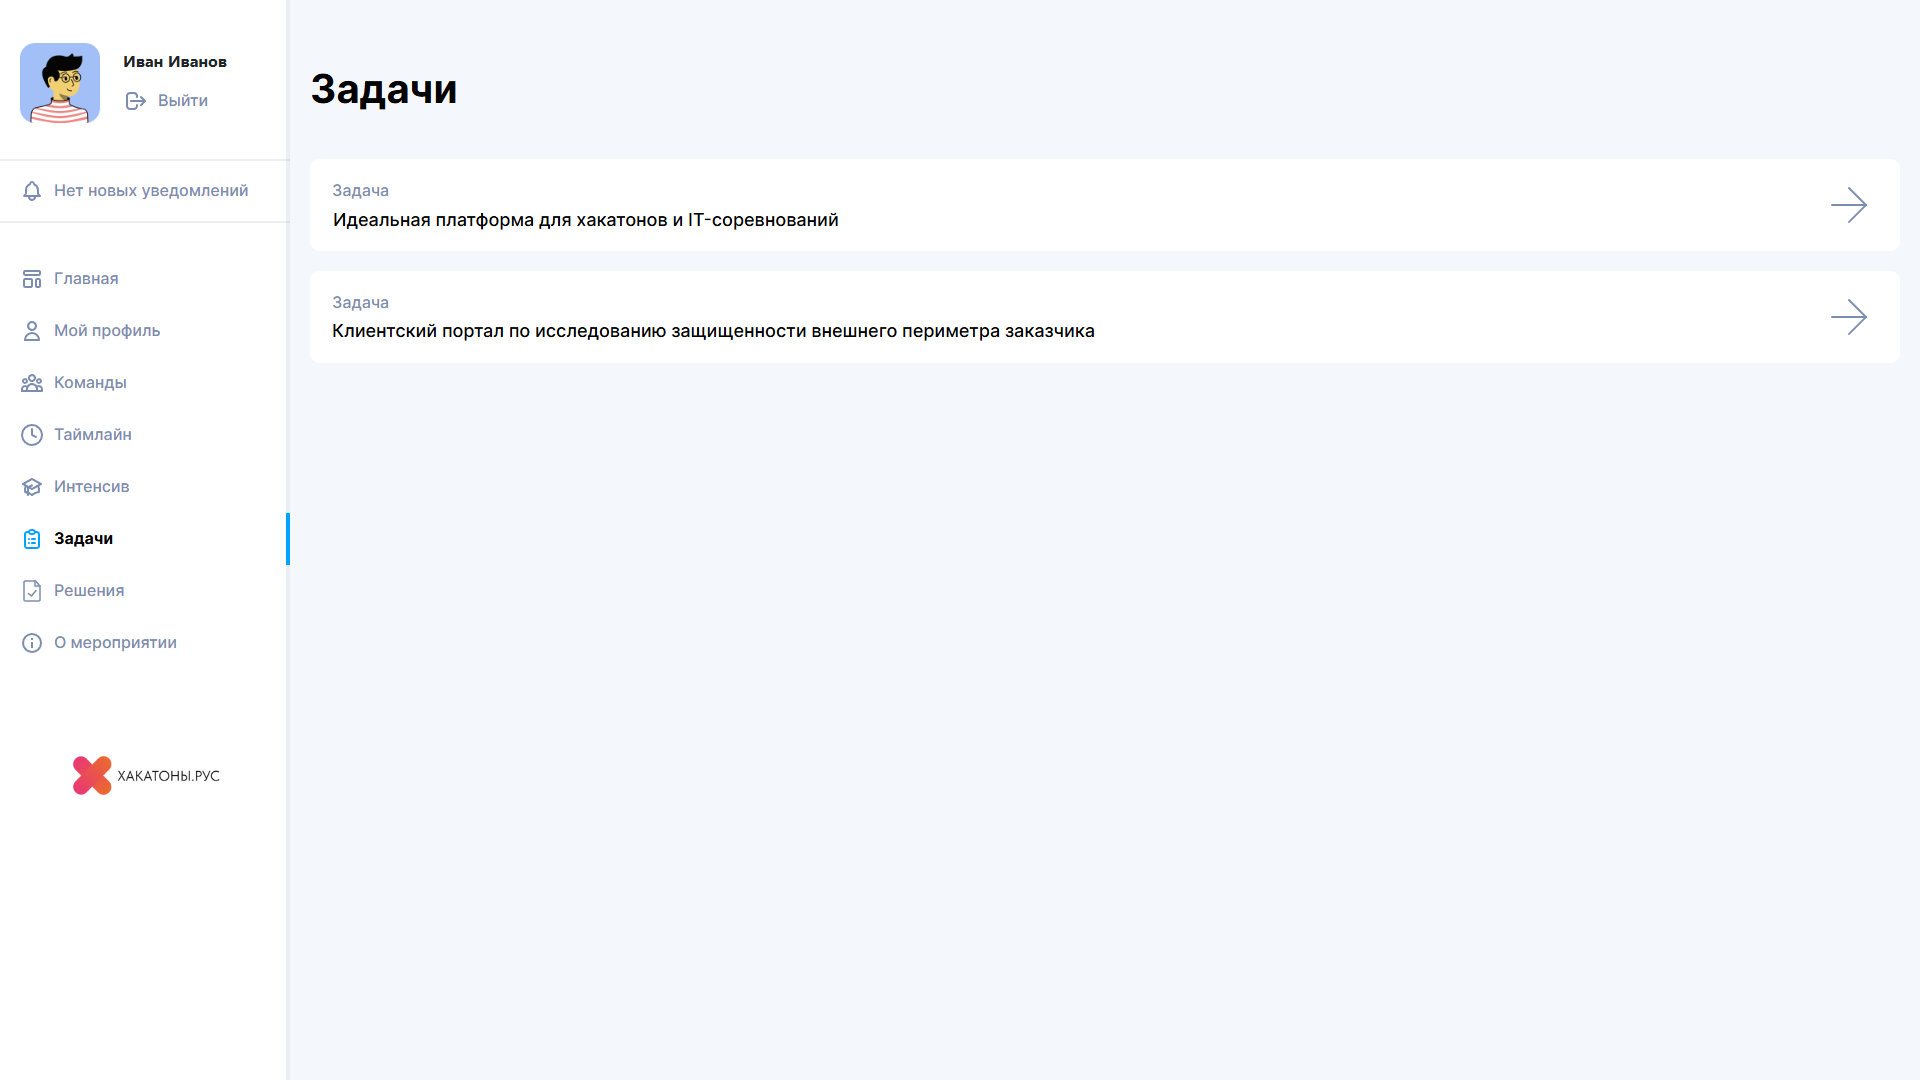 Иван Иванов
Выйти
Нет новых уведомлений
Главная
Мой профиль
Команды
Таймлайн
Интенсив
Задачи
Решения
О мероприятии
ХАКАТОНЫ.РУС
Задачи
Задача
Идеальная платформа для хакатонов и IT-соревнований
Задача
Клиентский портал по исследованию защищенности внешнего периметра заказчика